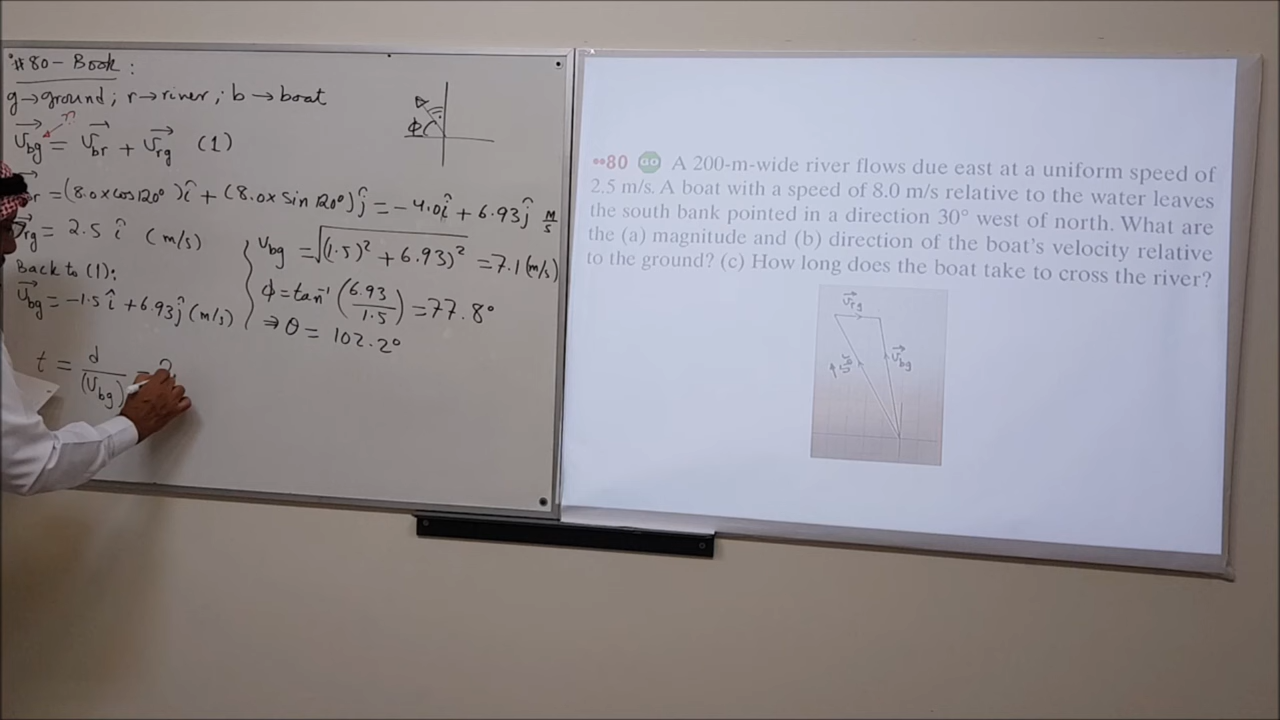 #80 - Book :
g → ground ; r → river ; b → boat
??
v⃗bg = v⃗br + v⃗rg (1)
ϕ
= (8.0 x cos 120°) î + (8.0 x sin 120°) ĵ = -4.0 î + 6.93 ĵ m/s
v⃗rg = 2.5 î (m/s)
Back to (1):
v⃗bg = -1.5 î + 6.93 ĵ (m/s)
vbg = √(1.5)² + 6.93)² = 7.1 (m/s)
ϕ = tan⁻¹ (6.93/1.5) = 77.8°
⇒ θ = 102.2°
t = d/(vbg) =
••80 GO A 200-m-wide river flows due east at a uniform speed of
2.5 m/s. A boat with a speed of 8.0 m/s relative to the water leaves
the south bank pointed in a direction 30° west of north. What are
the (a) magnitude and (b) direction of the boat's velocity relative
to the ground? (c) How long does the boat take to cross the river?
v⃗rg
v⃗bg